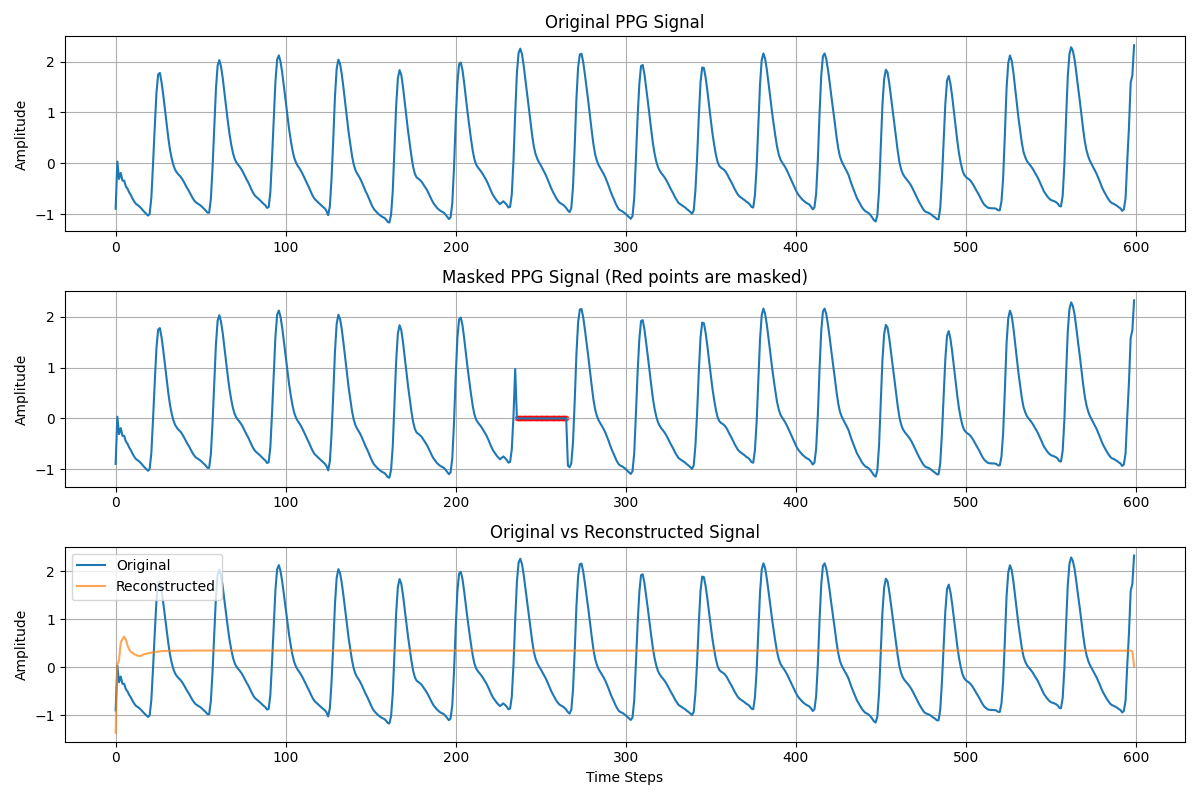 Original PPG Signal
Amplitude
2
1
0
−1
0 100 200 300 400 500 600
Masked PPG Signal (Red points are masked)
Amplitude
2
1
0
−1
0 100 200 300 400 500 600
Original vs Reconstructed Signal
Original
Reconstructed
Amplitude
2
1
0
−1
0 100 200 300 400 500 600
Time Steps